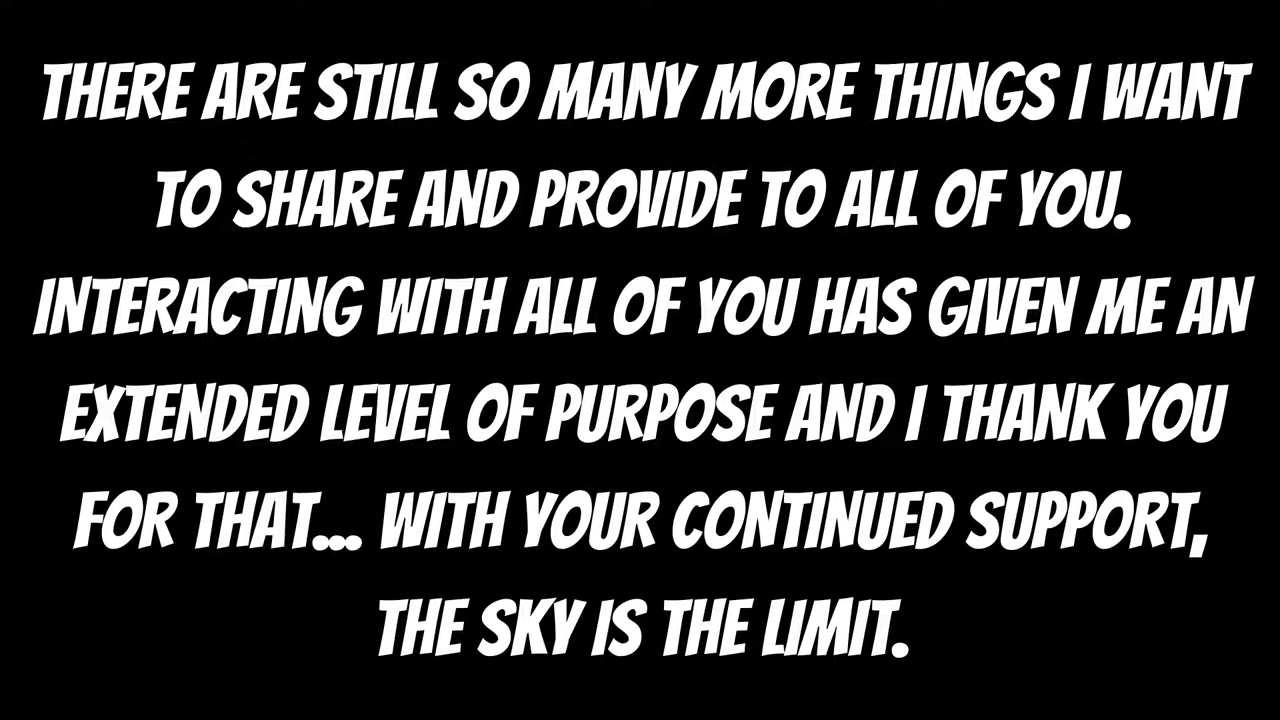 THERE ARE STILL SO MANY MORE THINGS I WANT
TO SHARE AND PROVIDE TO ALL OF YOU.
INTERACTING WITH ALL OF YOU HAS GIVEN ME AN
EXTENDED LEVEL OF PURPOSE AND I THANK YOU
FOR THAT... WITH YOUR CONTINUED SUPPORT,
THE SKY IS THE LIMIT.